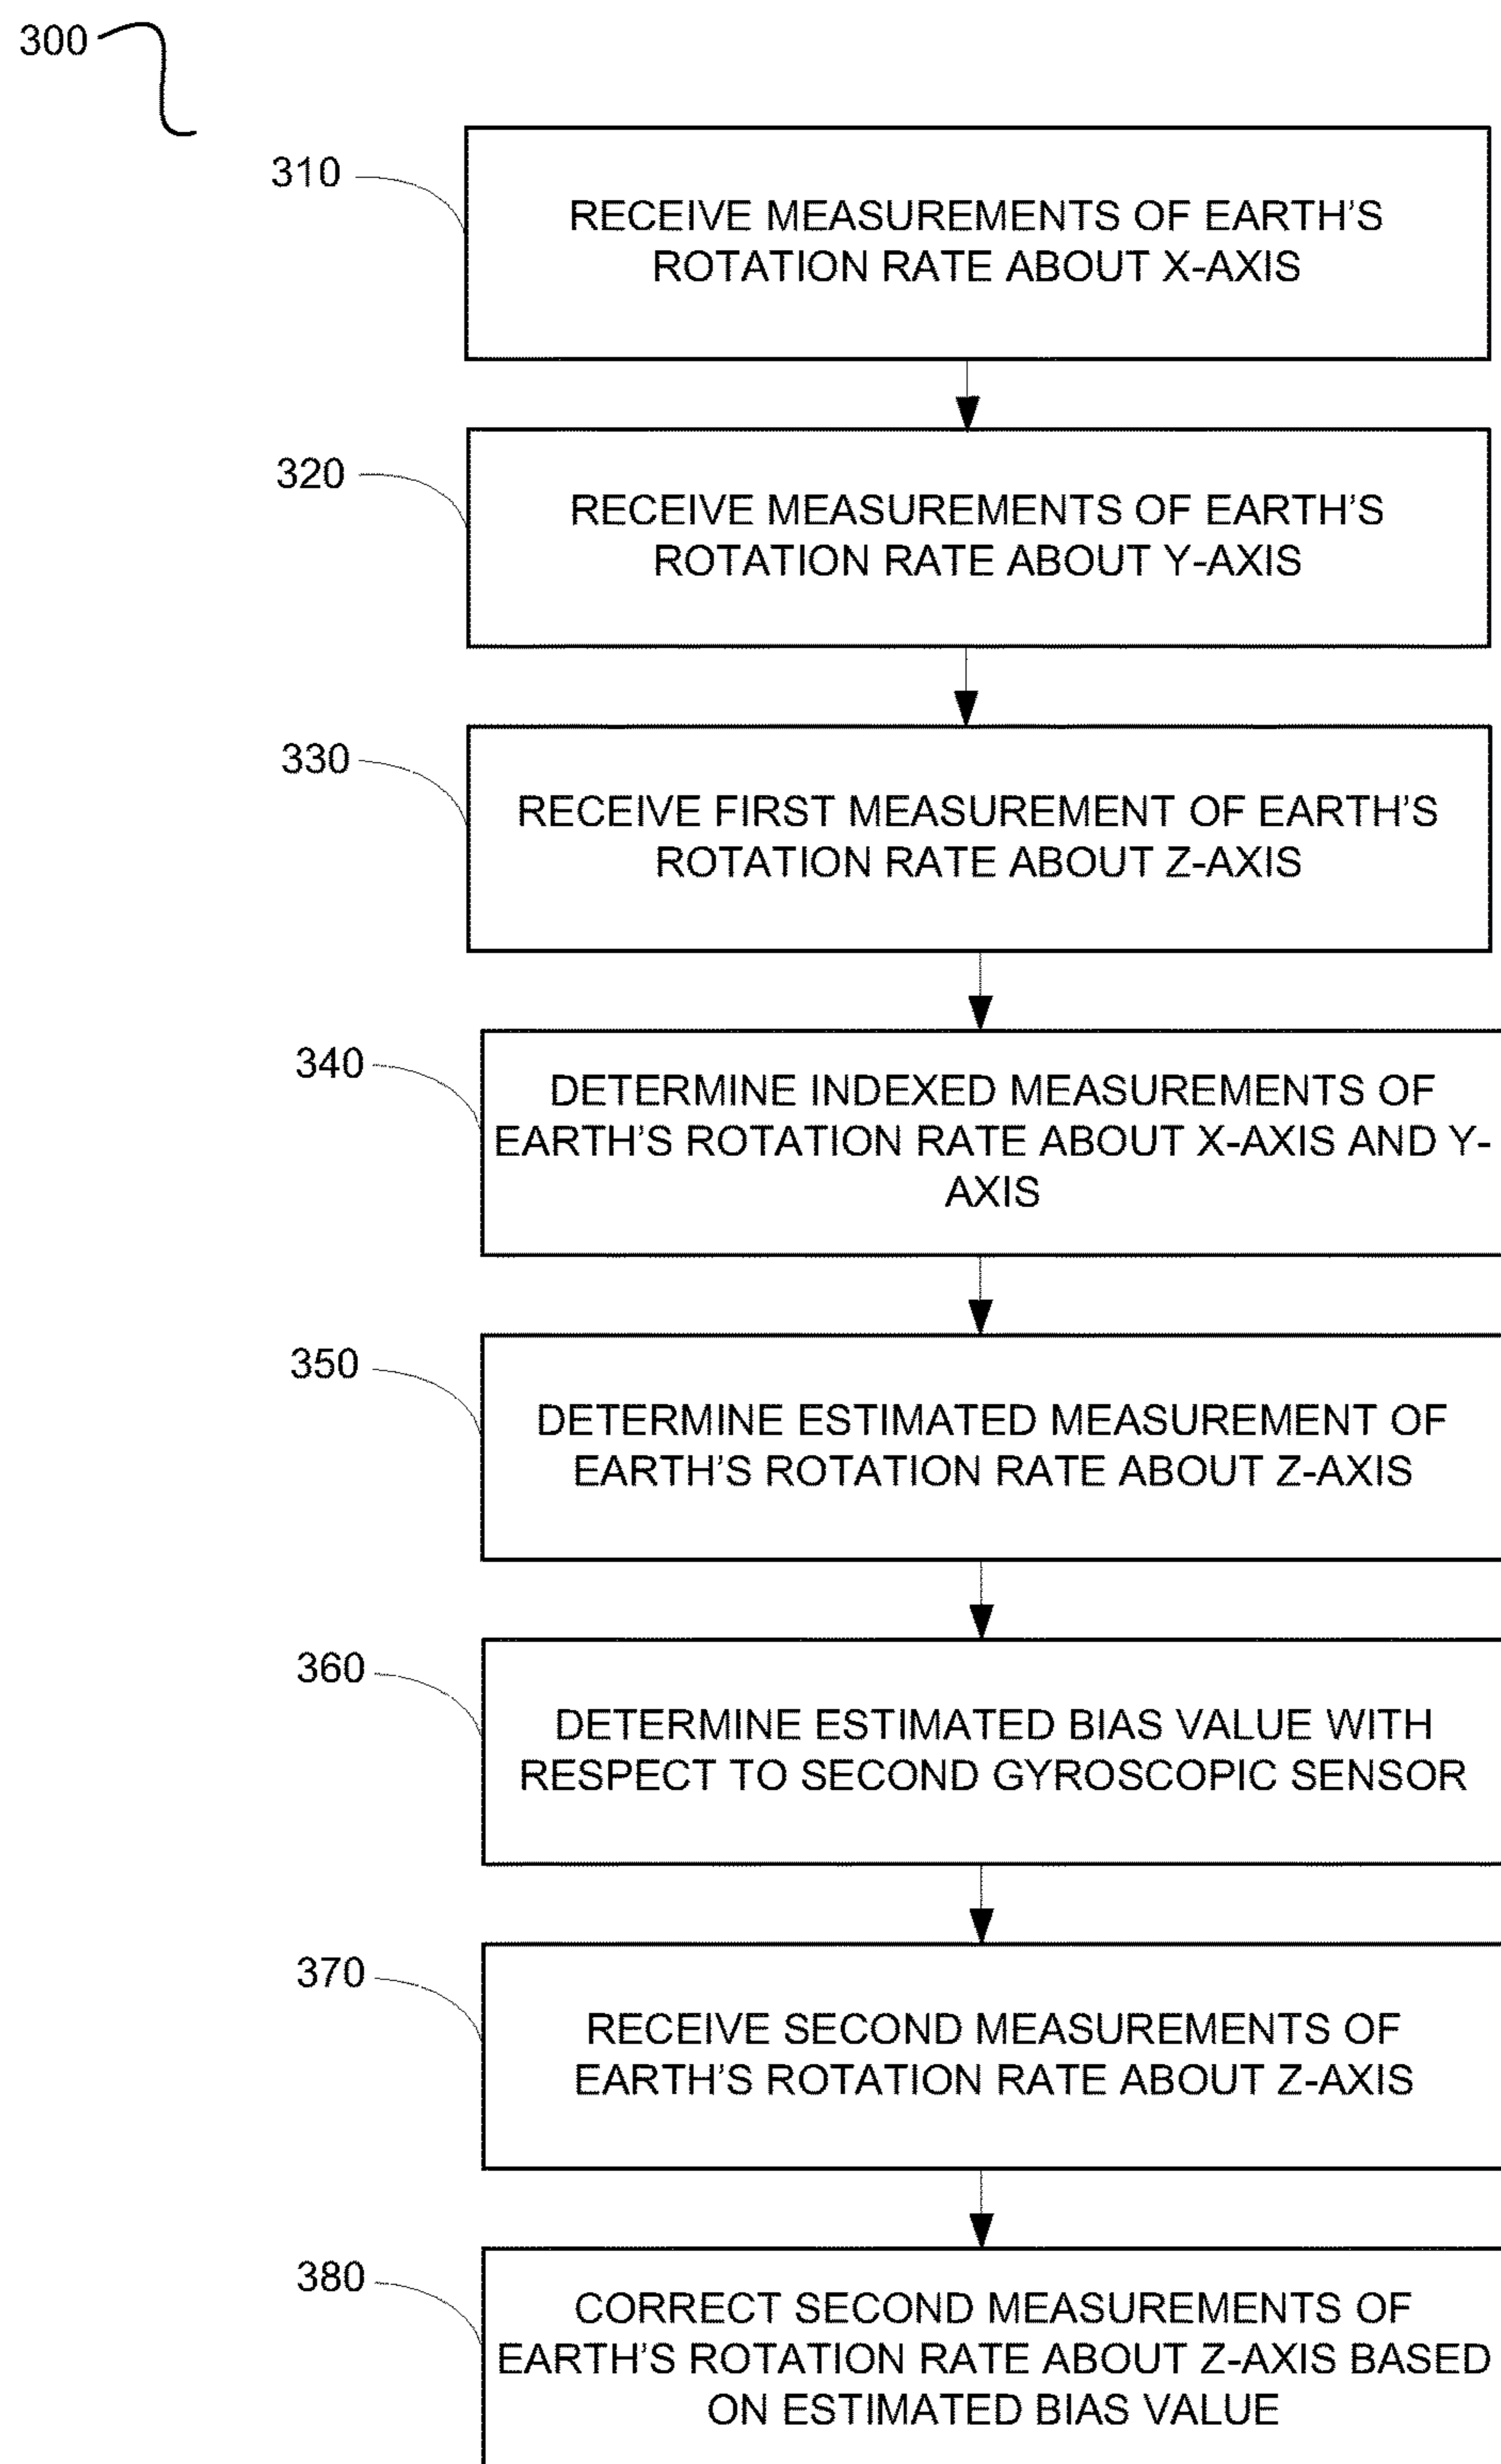 300
310
RECEIVE MEASUREMENTS OF EARTH'S
ROTATION RATE ABOUT X-AXIS
320
RECEIVE MEASUREMENTS OF EARTH'S
ROTATION RATE ABOUT Y-AXIS
330
RECEIVE FIRST MEASUREMENT OF EARTH'S
ROTATION RATE ABOUT Z-AXIS
340
DETERMINE INDEXED MEASUREMENTS OF
EARTH'S ROTATION RATE ABOUT X-AXIS AND Y-
AXIS
350
DETERMINE ESTIMATED MEASUREMENT OF
EARTH'S ROTATION RATE ABOUT Z-AXIS
360
DETERMINE ESTIMATED BIAS VALUE WITH
RESPECT TO SECOND GYROSCOPIC SENSOR
370
RECEIVE SECOND MEASUREMENTS OF
EARTH'S ROTATION RATE ABOUT Z-AXIS
380
CORRECT SECOND MEASUREMENTS OF
EARTH'S ROTATION RATE ABOUT Z-AXIS BASED
ON ESTIMATED BIAS VALUE